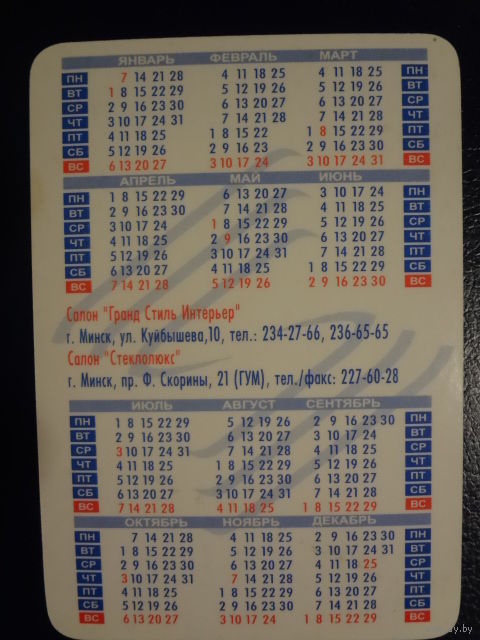 ЯНВАРЬ ФЕВРАЛЬ МАРТ
ПН 7 14 21 28 4 11 18 25 4 11 18 25 ПН
ВТ 1 8 15 22 29 5 12 19 26 5 12 19 26 ВТ
СР 2 9 16 23 30 6 13 20 27 6 13 20 27 СР
ЧТ 3 10 17 24 31 7 14 21 28 7 14 21 28 ЧТ
ПТ 4 11 18 25 1 8 15 22 1 8 15 22 29 ПТ
СБ 5 12 19 26 2 9 16 23 2 9 16 23 30 СБ
ВС 6 13 20 27 3 10 17 24 3 10 17 24 31 ВС
АПРЕЛЬ МАЙ ИЮНЬ
ПН 1 8 15 22 29 6 13 20 27 3 10 17 24 ПН
ВТ 2 9 16 23 30 7 14 21 28 4 11 18 25 ВТ
СР 3 10 17 24 1 8 15 22 29 5 12 19 26 СР
ЧТ 4 11 18 25 2 9 16 23 30 6 13 20 27 ЧТ
ПТ 5 12 19 26 3 10 17 24 31 7 14 21 28 ПТ
СБ 6 13 20 27 4 11 18 25 1 8 15 22 29 СБ
ВС 7 14 21 28 5 12 19 26 2 9 16 23 30 ВС
Салон "Гранд Стиль Интерьер"
г. Минск, ул. Куйбышева,10, тел.: 234-27-66, 236-65-65
Салон "Стеклолюкс"
г. Минск, пр. Ф. Скорины, 21 (ГУМ), тел./факс: 227-60-28
ИЮЛЬ АВГУСТ СЕНТЯБРЬ
ПН 1 8 15 22 29 5 12 19 26 2 9 16 23 30 ПН
ВТ 2 9 16 23 30 6 13 20 27 3 10 17 24 ВТ
СР 3 10 17 24 31 7 14 21 28 4 11 18 25 СР
ЧТ 4 11 18 25 1 8 15 22 29 5 12 19 26 ЧТ
ПТ 5 12 19 26 2 9 16 23 30 6 13 20 27 ПТ
СБ 6 13 20 27 3 10 17 24 31 7 14 21 28 СБ
ВС 7 14 21 28 4 11 18 25 1 8 15 22 29 ВС
ОКТЯБРЬ НОЯБРЬ ДЕКАБРЬ
ПН 7 14 21 28 4 11 18 25 2 9 16 23 30 ПН
ВТ 1 8 15 22 29 5 12 19 26 3 10 17 24 31 ВТ
СР 2 9 16 23 30 6 13 20 27 4 11 18 25 СР
ЧТ 3 10 17 24 31 7 14 21 28 5 12 19 26 ЧТ
ПТ 4 11 18 25 1 8 15 22 29 6 13 20 27 ПТ
СБ 5 12 19 26 2 9 16 23 30 7 14 21 28 СБ
ВС 6 13 20 27 3 10 17 24 1 8 15 22 29 ВС